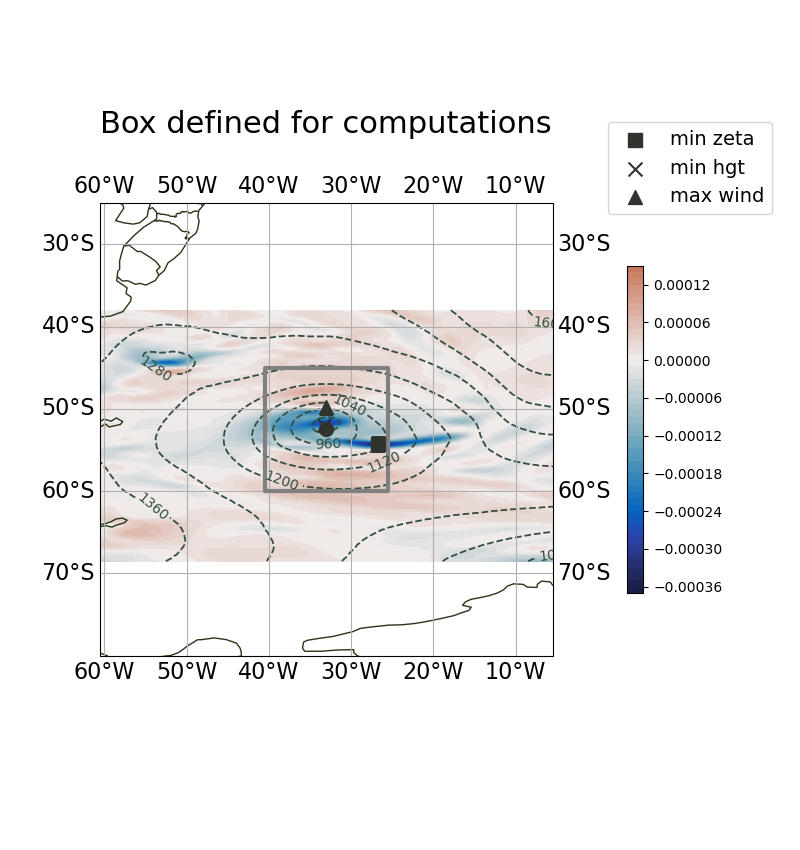 Box defined for computations
min zeta
min hgt
max wind
60°W 50°W 40°W 30°W 20°W 10°W
30°S 30°S
40°S 40°S
50°S 50°S
60°S 60°S
70°S 70°S
60°W 50°W 40°W 30°W 20°W 10°W
1280
1040
960
1120
1200
1360
0.00012
0.00006
0.00000
−0.00006
−0.00012
−0.00018
−0.00024
−0.00030
−0.00036